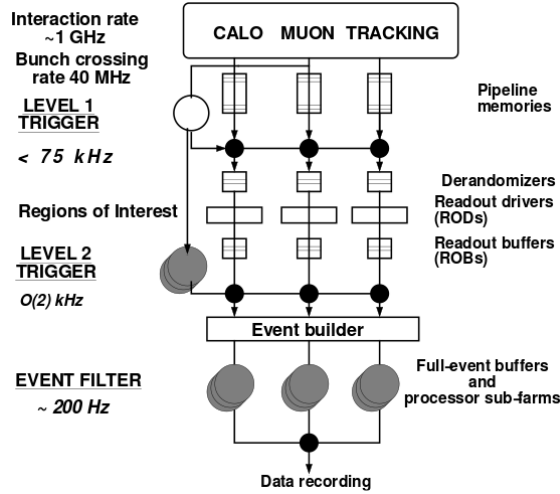 Interaction rate
~1 GHz
Bunch crossing
rate 40 MHz
LEVEL 1
TRIGGER
< 75 kHz
Regions of Interest
LEVEL 2
TRIGGER
O(2) kHz
EVENT FILTER
~ 200 Hz
CALO MUON TRACKING
Pipeline
memories
Derandomizers
Readout drivers
(RODs)
Readout buffers
(ROBs)
Event builder
Full-event buffers
and
processor sub-farms
Data recording